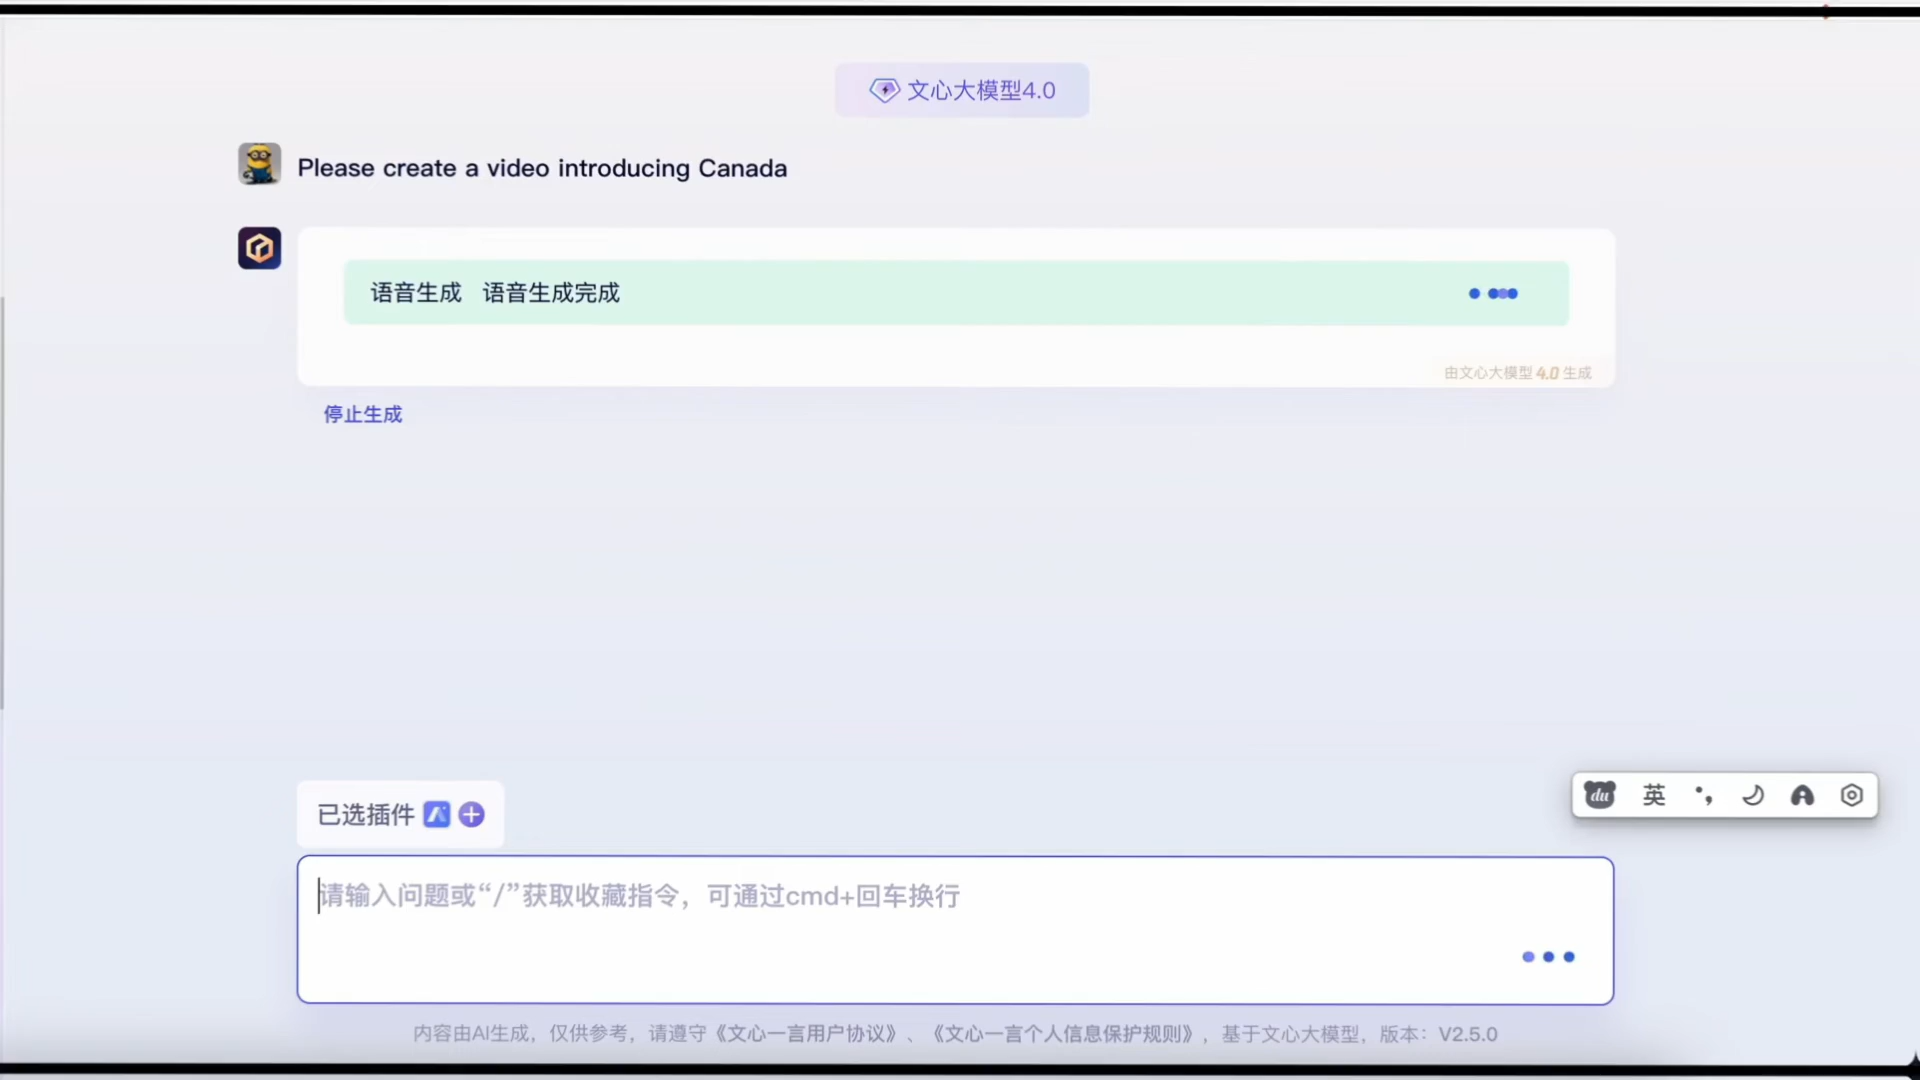 文心大模型4.0
Please create a video introducing Canada
语音生成 语音生成完成
由文心大模型 4.0 生成
停止生成
已选插件
du 英
请输入问题或“/”获取收藏指令，可通过cmd+回车换行
内容由AI生成，仅供参考，请遵守《文心一言用户协议》、《文心一言个人信息保护规则》，基于文心大模型，版本：V2.5.0